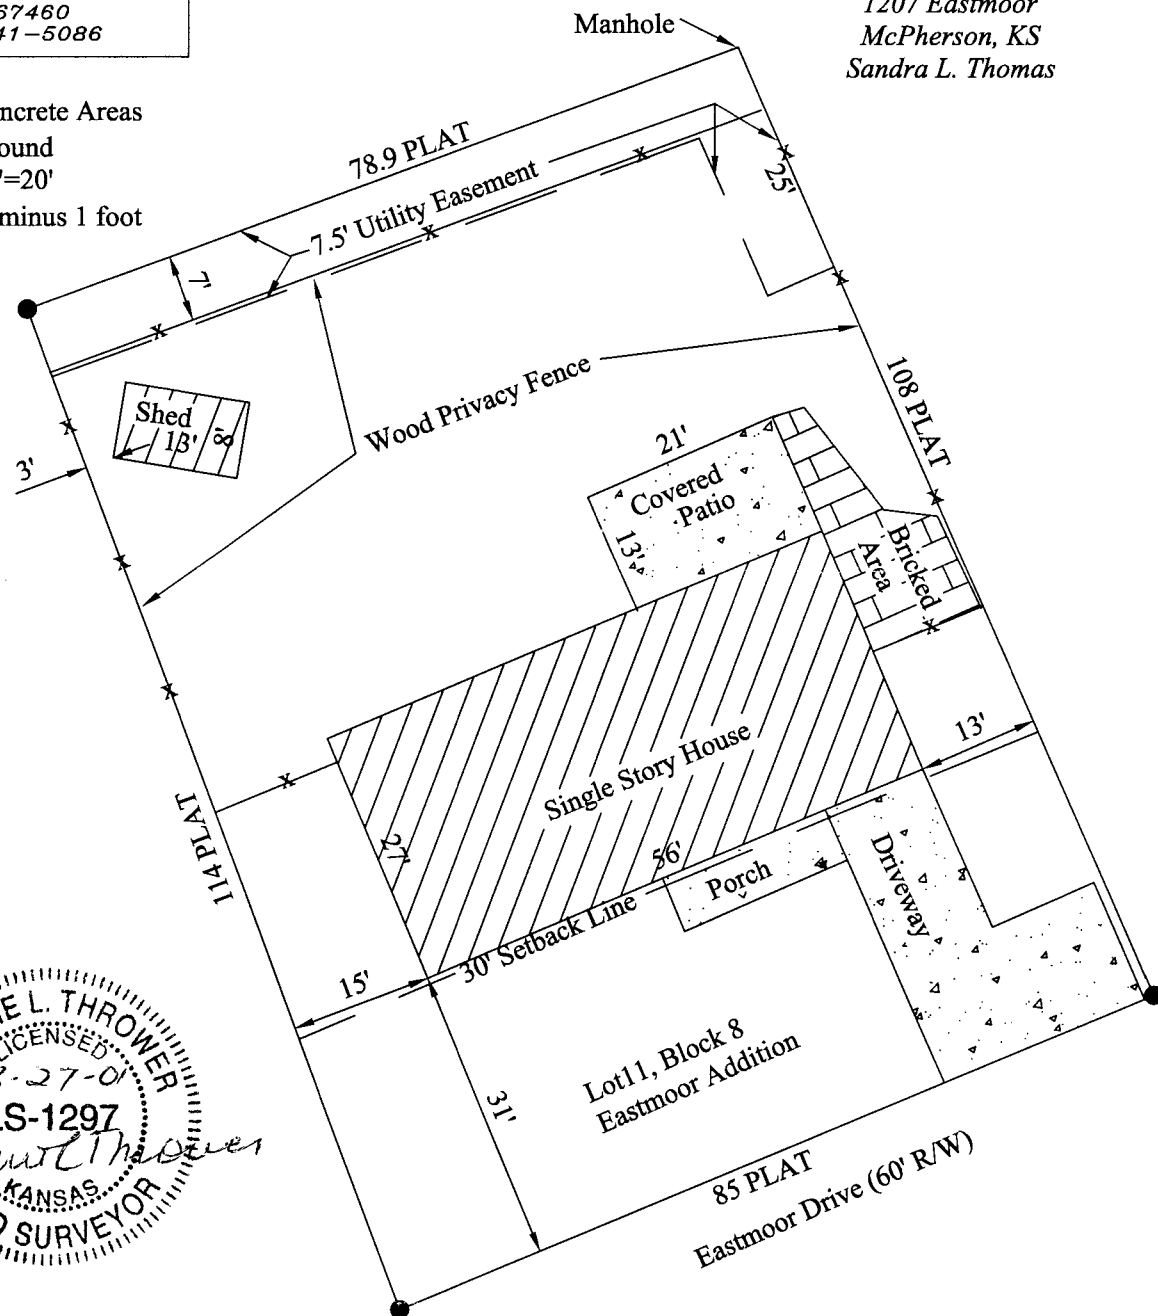 67460
41-5086
1207 Eastmoor
McPherson, KS
Sandra L. Thomas
Manhole
ncrete Areas
ound
'=20'
minus 1 foot
78.9 PLAT
7.5' Utility Easement
x
x
x
x
25'
7'
x
Wood Privacy Fence
108 PLAT
Shed
13'
8'
x
3'
21'
Covered
Patio
13'
x
Bricked
Area
x
x
x
x
114 PLAT
Single Story House
27'
56'
13'
Porch
Driveway
30' Setback Line
15'
31'
Lot11, Block 8
Eastmoor Addition
85 PLAT
Eastmoor Drive (60' R/W)
E L. THROWER
LICENSED
-27-01
LS-1297
Thrower
KANSAS
SURVEYOR